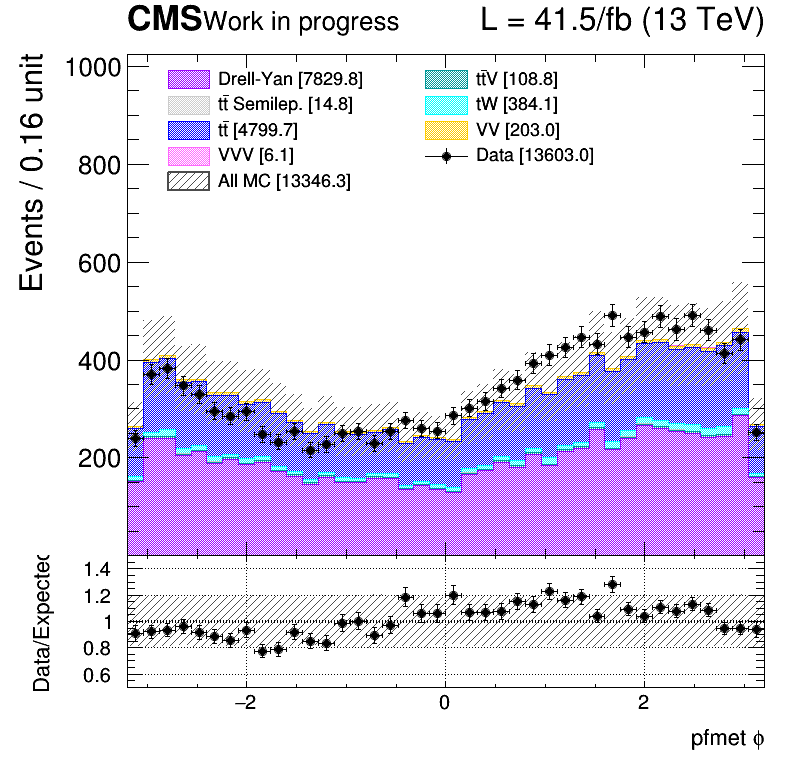 CMS Work in progress L = 41.5/fb (13 TeV)
Events / 0.16 unit
1000
800
600
400
200
Drell-Yan [7829.8]
tt̄ Semilep. [14.8]
tt̄ [4799.7]
VVV [6.1]
All MC [13346.3]
tt̄V [108.8]
tW [384.1]
VV [203.0]
Data [13603.0]
Data/Expected
1.4
1.2
1
0.8
0.6
−2 0 2
pfmet ϕ